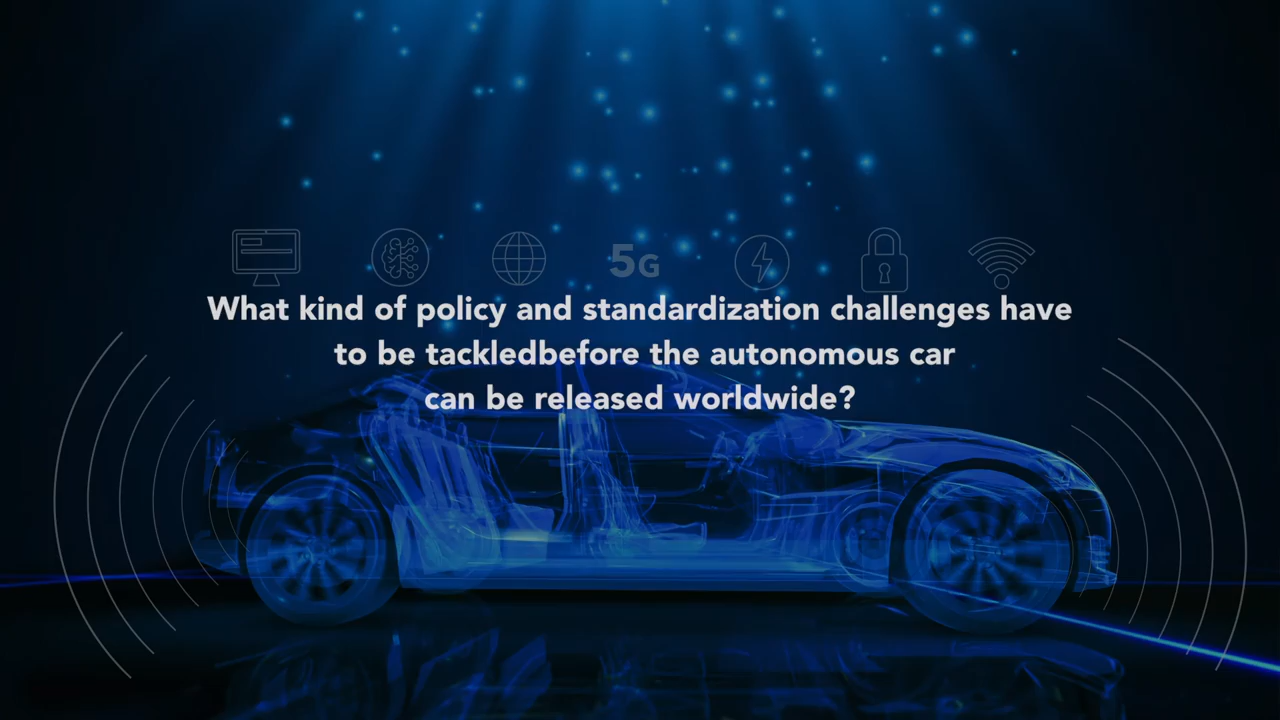 5G
What kind of policy and standardization challenges have
to be tackledbefore the autonomous car
can be released worldwide?